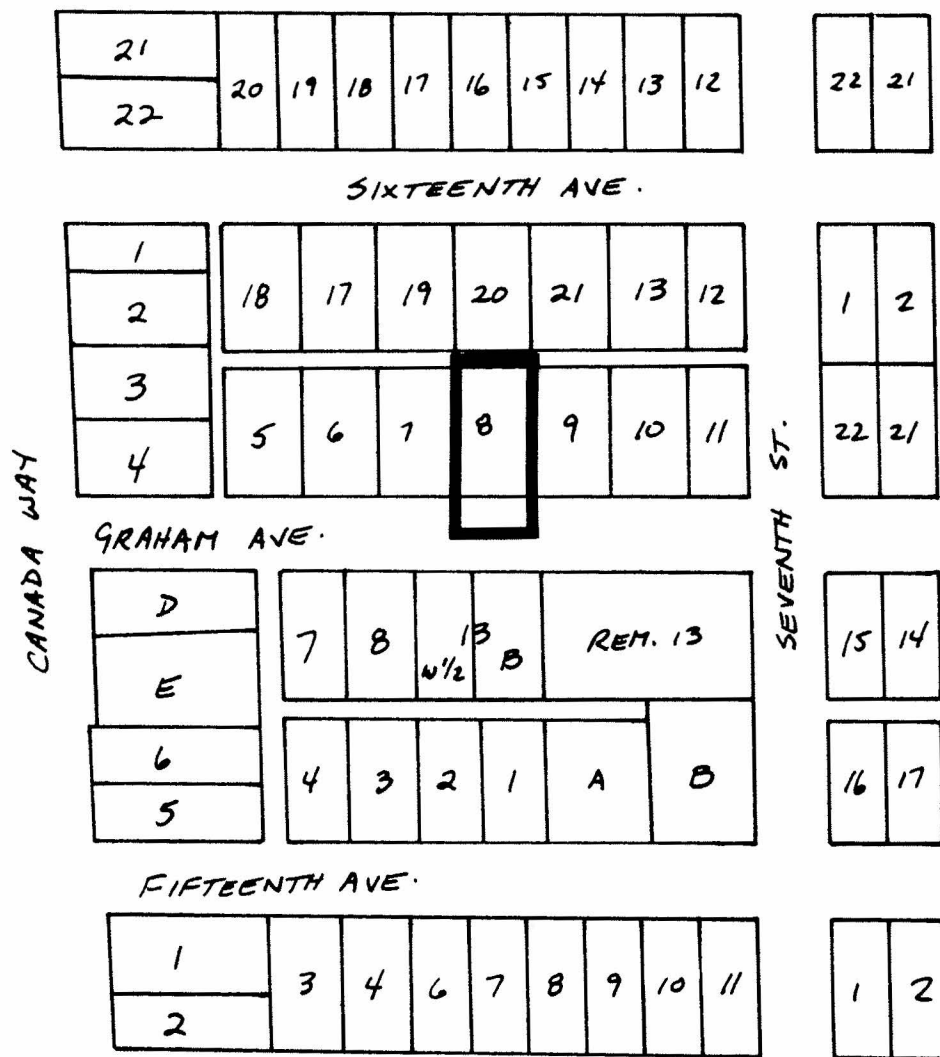 21
22
20 19 18 17 16 15 14 13 12
22 21
SIXTEENTH AVE.
1
2
3
4
18 17 19 20 21 13 12
1 2
5 6 7 8 9 10 11
22 21
CANADA WAY
GRAHAM AVE.
SEVENTH ST.
D
E
6
5
7 8 13 W 1/2 B REM. 13
15 14
4 3 2 1 A B
16 17
FIFTEENTH AVE.
1
2
3 4 6 7 8 9 10 11
1 2